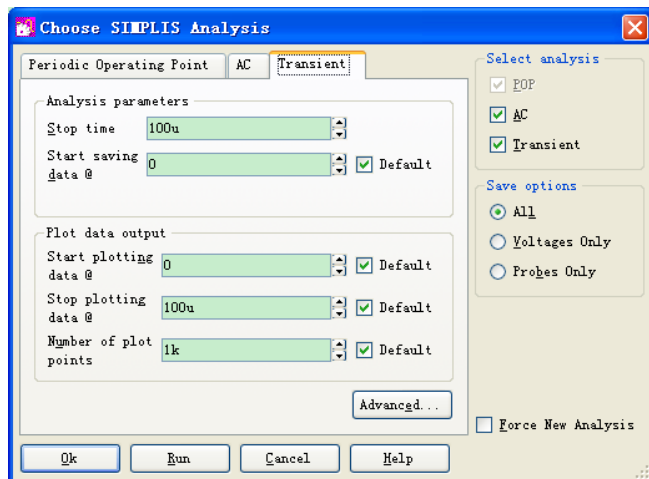 Choose SIMPLIS Analysis
Periodic Operating Point AC Transient
Analysis parameters
Stop time 100u
Start saving
data @ 0 Default
Plot data output
Start plotting
data @ 0 Default
Stop plotting
data @ 100u Default
Number of plot
points 1k Default
Advanced...
Select analysis
POP
AC
Transient
Save options
All
Voltages Only
Probes Only
Force New Analysis
Ok Run Cancel Help